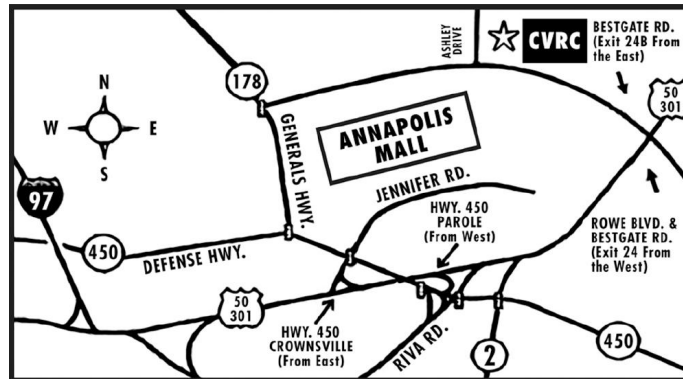 ASHLEY
DRIVE
CVRC
BESTGATE RD.
(Exit 24B From
the East)
178
50
301
N
W E
S
GENERALS HWY.
ANNAPOLIS
MALL
JENNIFER RD.
97
HWY. 450
PAROLE
(From West)
ROWE BLVD. &
BESTGATE RD.
(Exit 24 From
the West)
450
DEFENSE HWY.
50
301
HWY. 450
CROWNSVILLE
(From East)
RIVA RD.
2
450